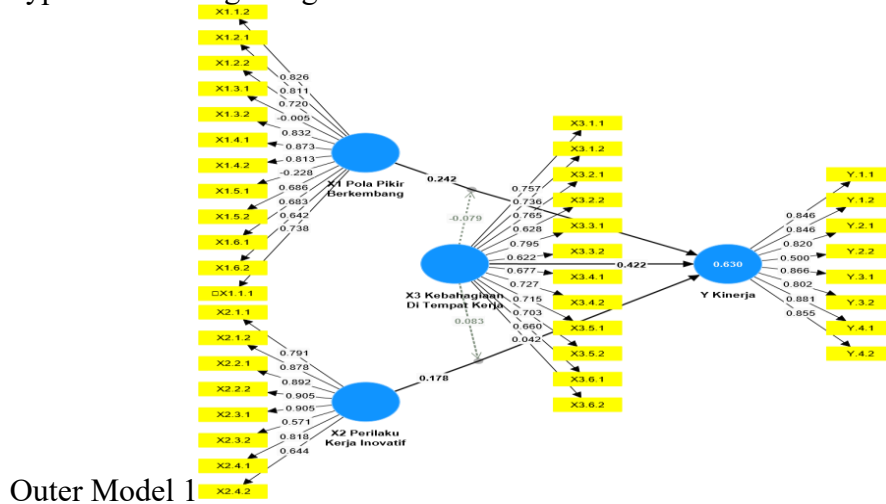 X1.1.2
X1.2.1
X1.2.2
X1.3.1
X1.3.2
X1.4.1
X1.4.2
X1.5.1
X1.5.2
X1.6.1
X1.6.2
□X1.1.1
0.826
0.811
0.720
-0.005
0.832
0.873
0.813
-0.228
0.686
0.683
0.642
0.738
X1 Pola Pikir
Berkembang
0.242
-0.079
X2.1.1
X2.1.2
X2.2.1
X2.2.2
X2.3.1
X2.3.2
X2.4.1
X2.4.2
0.791
0.878
0.892
0.905
0.905
0.571
0.818
0.644
X2 Perilaku
Kerja Inovatif
0.178
0.083
X3 Kebahagiaan
Di Tempat Kerja
0.757
0.736
0.765
0.628
0.795
0.622
0.677
0.727
0.715
0.703
0.660
0.042
X3.1.1
X3.1.2
X3.2.1
X3.2.2
X3.3.1
X3.3.2
X3.4.1
X3.4.2
X3.5.1
X3.5.2
X3.6.1
X3.6.2
0.422
0.630
Y Kinerja
0.846
0.846
0.820
0.500
0.866
0.802
0.881
0.855
Y.1.1
Y.1.2
Y.2.1
Y.2.2
Y.3.1
Y.3.2
Y.4.1
Y.4.2
Outer Model 1